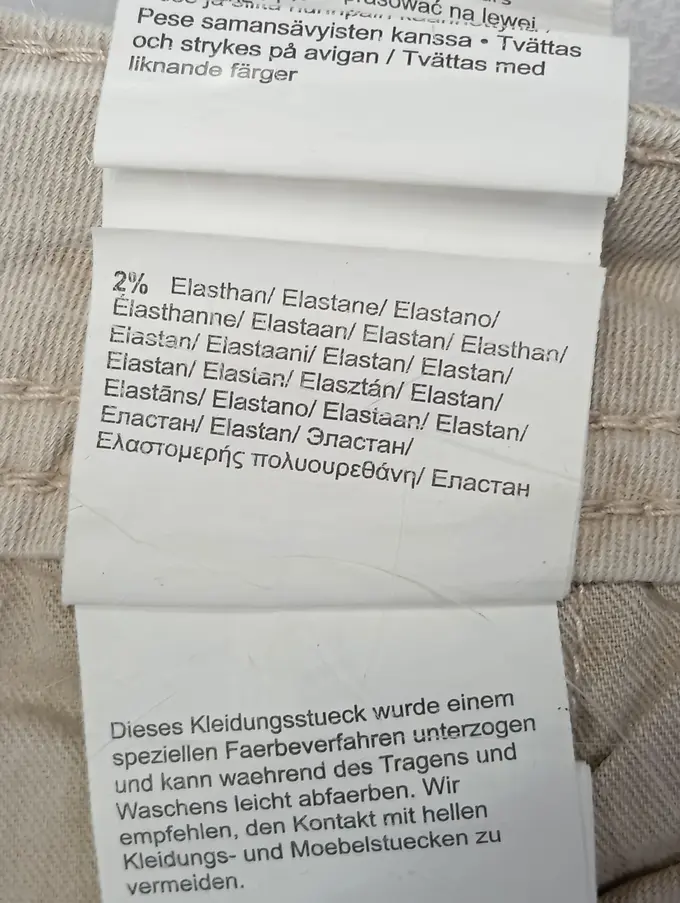 na lewej
Pese samansävyisten kanssa • Tvättas
och strykes på avigan / Tvättas med
liknande färger
2% Elasthan/ Elastane/ Elastano/
Élasthanne/ Elastaan/ Elastan/ Elasthan/
Elastan/ Elastaani/ Elastan/ Elastan/
Elastan/ Elastan/ Elasztán/ Elastan/
Elastāns/ Elastano/ Elastaan/ Elastan/
Еластан/ Elastan/ Эластан/
Ελαστομερής πολυουρεθάνη/ Еластан
Dieses Kleidungsstueck wurde einem
speziellen Faerbeverfahren unterzogen
und kann waehrend des Tragens und
Waschens leicht abfaerben. Wir
empfehlen, den Kontakt mit hellen
Kleidungs- und Moebelstuecken zu
vermeiden.